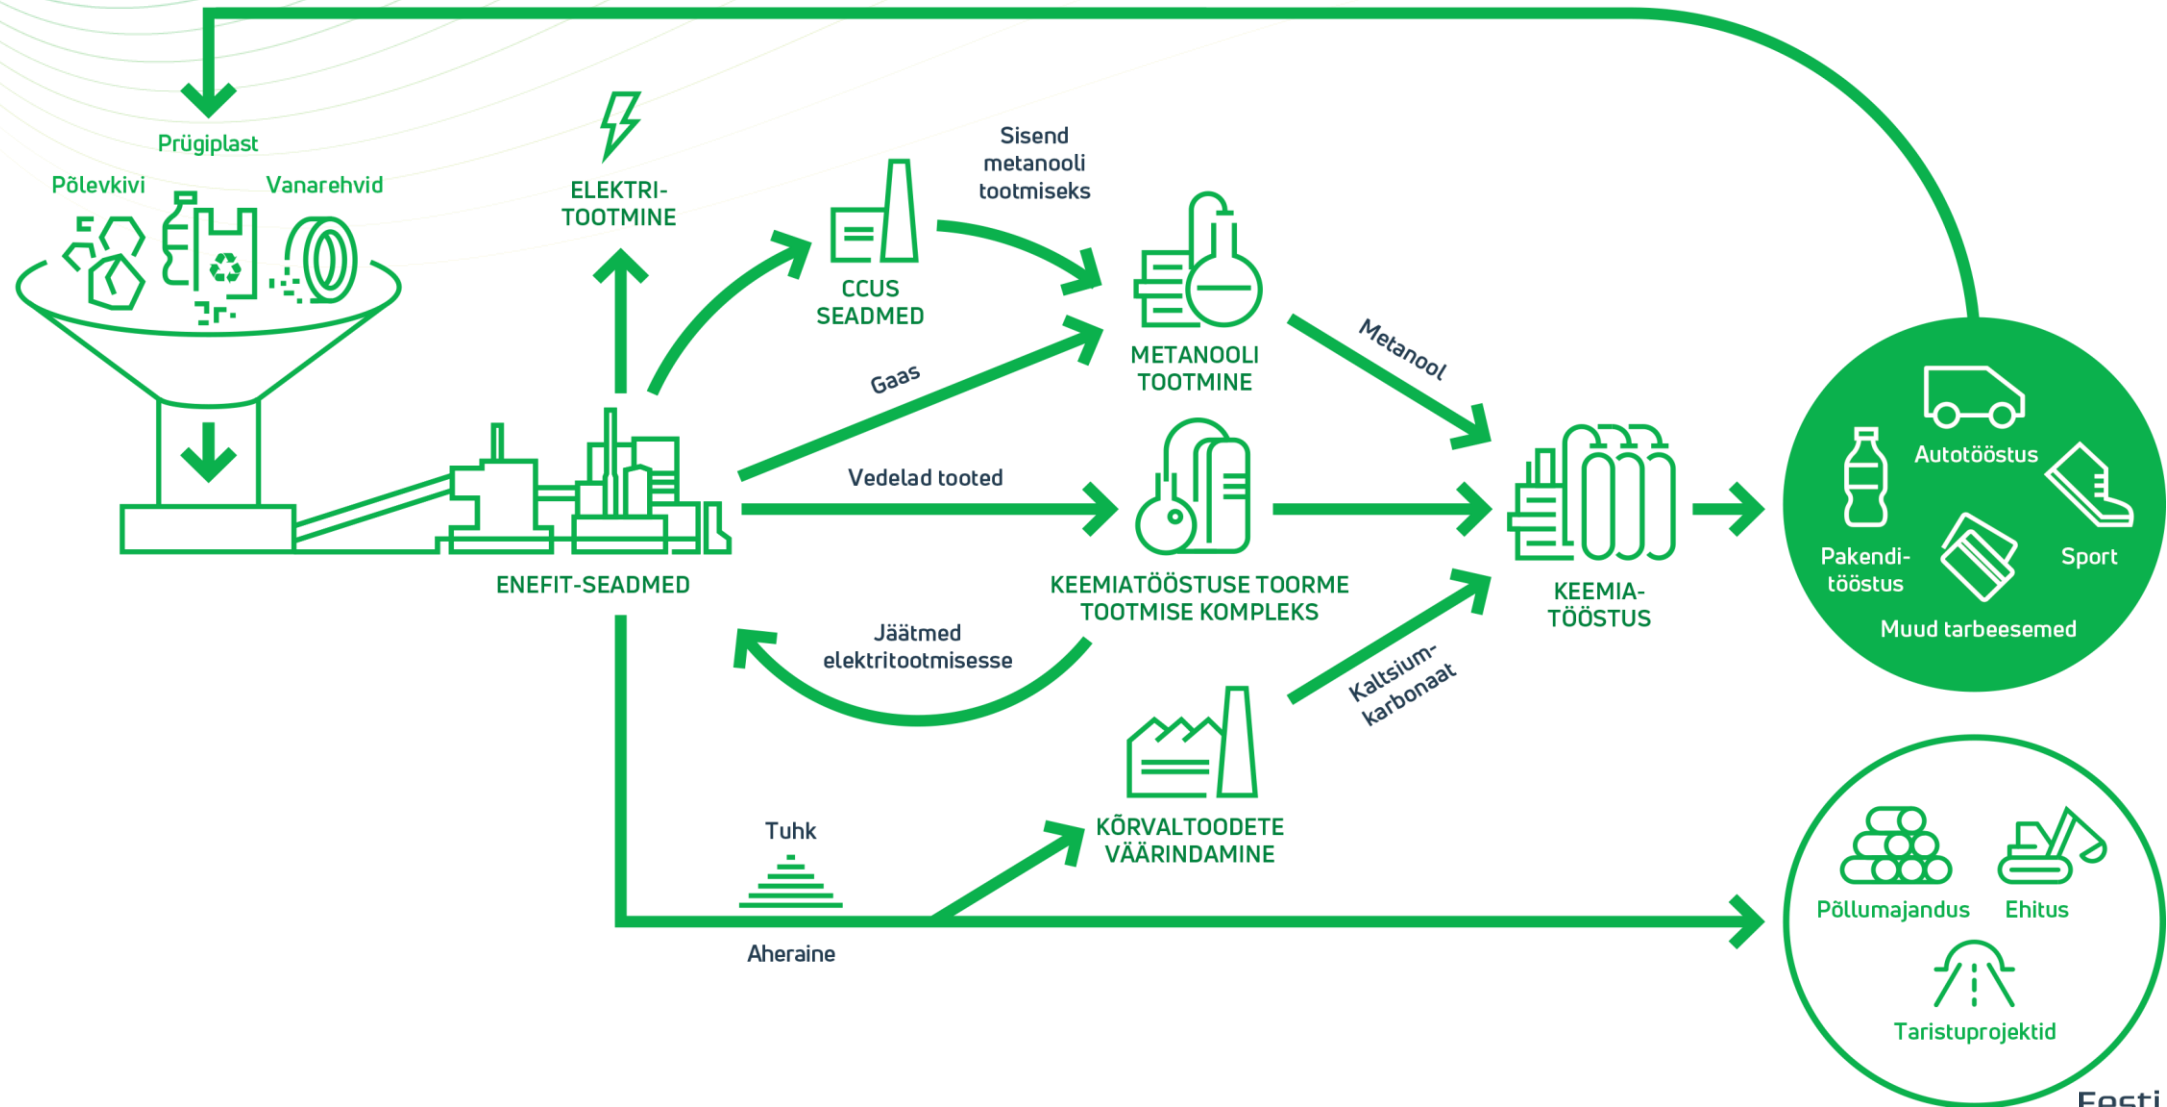 Prügiplast
Põlevkivi
Vanarehvid
ELEKTRI-
TOOTMINE
CCUS
SEADMED
Sisend
metanooli
tootmiseks
METANOOLI
TOOTMINE
Gaas
Metanool
Vedelad tooted
ENEFIT-SEADMED
KEEMIATÖÖSTUSE TOORME
TOOTMISE KOMPLEKS
KEEMIA-
TÖÖSTUS
Jäätmed
elektritootmisesse
Kaltsium-
karbonaat
Autotööstus
Pakendi-
tööstus
Sport
Muud tarbeesemed
Tuhk
Aheraine
KÕRVALTOODETE
VÄÄRINDAMINE
Põllumajandus
Ehitus
Taristuprojektid
Eesti